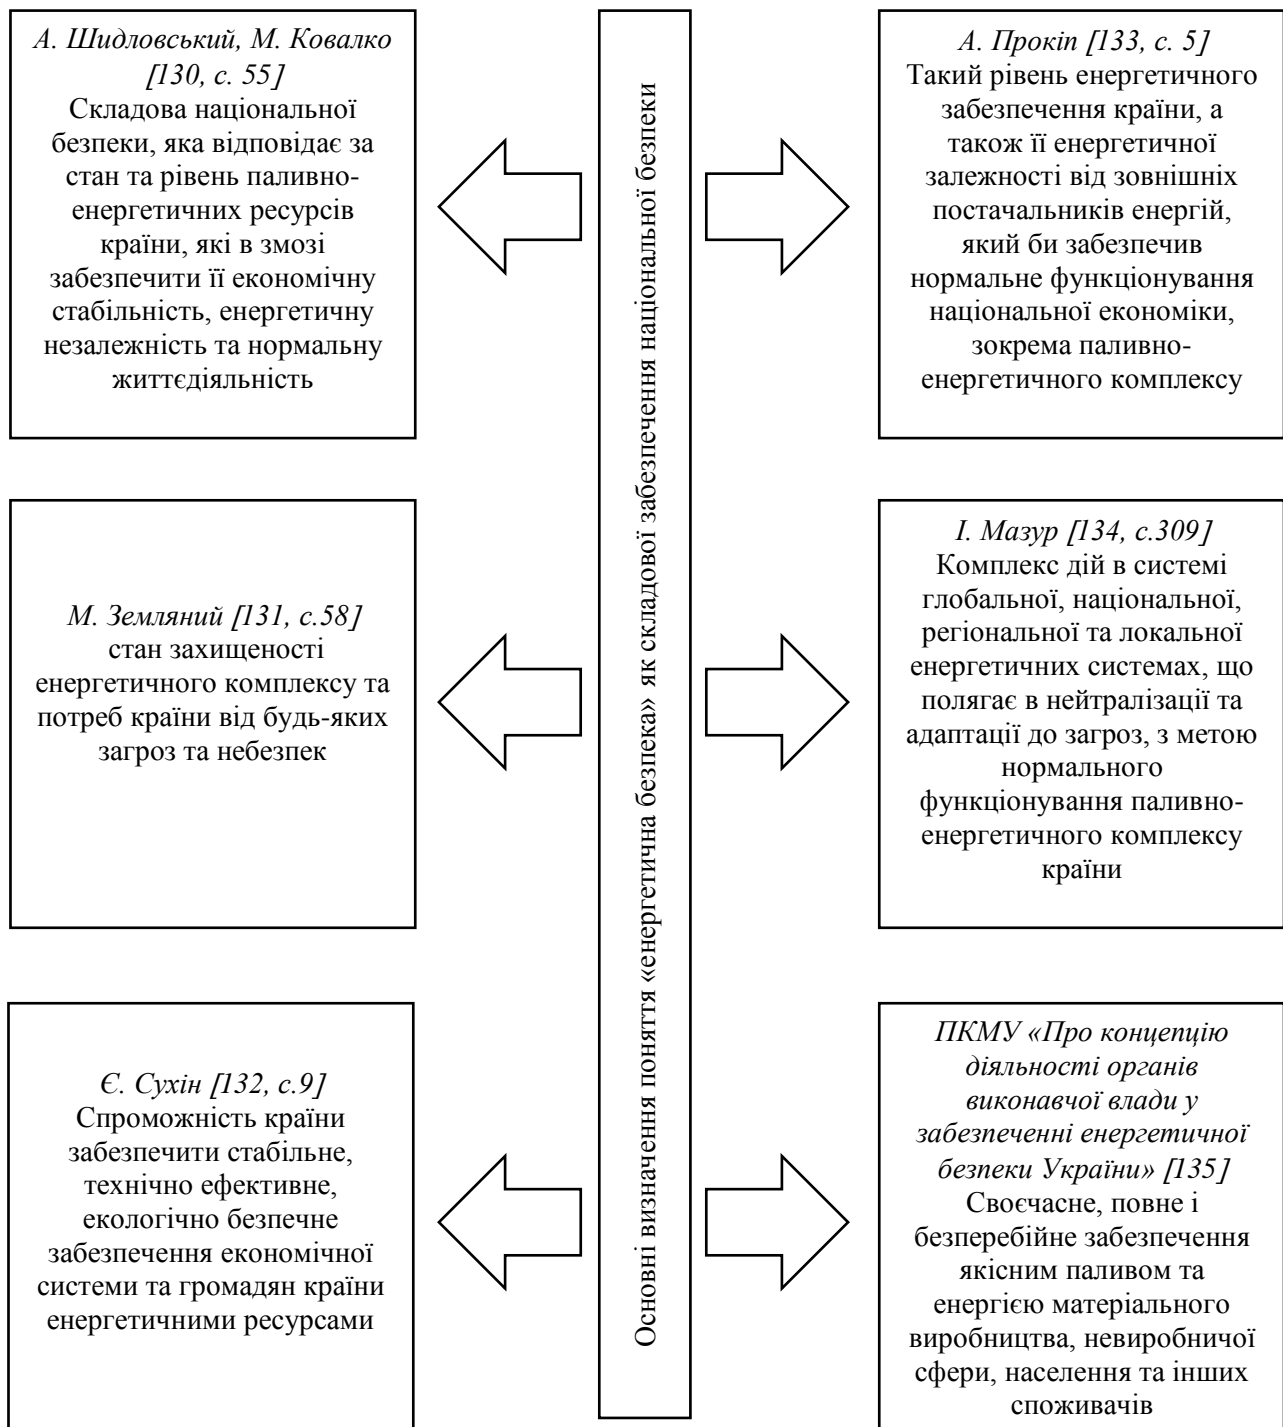 А. Шидловський, М. Ковалко
[130, с. 55]
Складова національної
безпеки, яка відповідає за
стан та рівень паливно-
енергетичних ресурсів
країни, які в змозі
забезпечити її економічну
стабільність, енергетичну
незалежність та нормальну
життєдіяльність
М. Земляний [131, с.58]
стан захищеності
енергетичного комплексу та
потреб країни від будь-яких
загроз та небезпек
Є. Сухін [132, с.9]
Спроможність країни
забезпечити стабільне,
технічно ефективне,
екологічно безпечне
забезпечення економічної
системи та громадян країни
енергетичними ресурсами
Основні визначення поняття «енергетична безпека» як складової забезпечення національної безпеки
А. Прокіп [133, с. 5]
Такий рівень енергетичного
забезпечення країни, а
також її енергетичної
залежності від зовнішніх
постачальників енергій,
який би забезпечив
нормальне функціонування
національної економіки,
зокрема паливно-
енергетичного комплексу
І. Мазур [134, с.309]
Комплекс дій в системі
глобальної, національної,
регіональної та локальної
енергетичних системах, що
полягає в нейтралізації та
адаптації до загроз, з метою
нормального
функціонування паливно-
енергетичного комплексу
країни
ПКМУ «Про концепцію
діяльності органів
виконавчої влади у
забезпеченні енергетичної
безпеки України» [135]
Своєчасне, повне і
безперебійне забезпечення
якісним паливом та
енергією матеріального
виробництва, невиробничої
сфери, населення та інших
споживачів